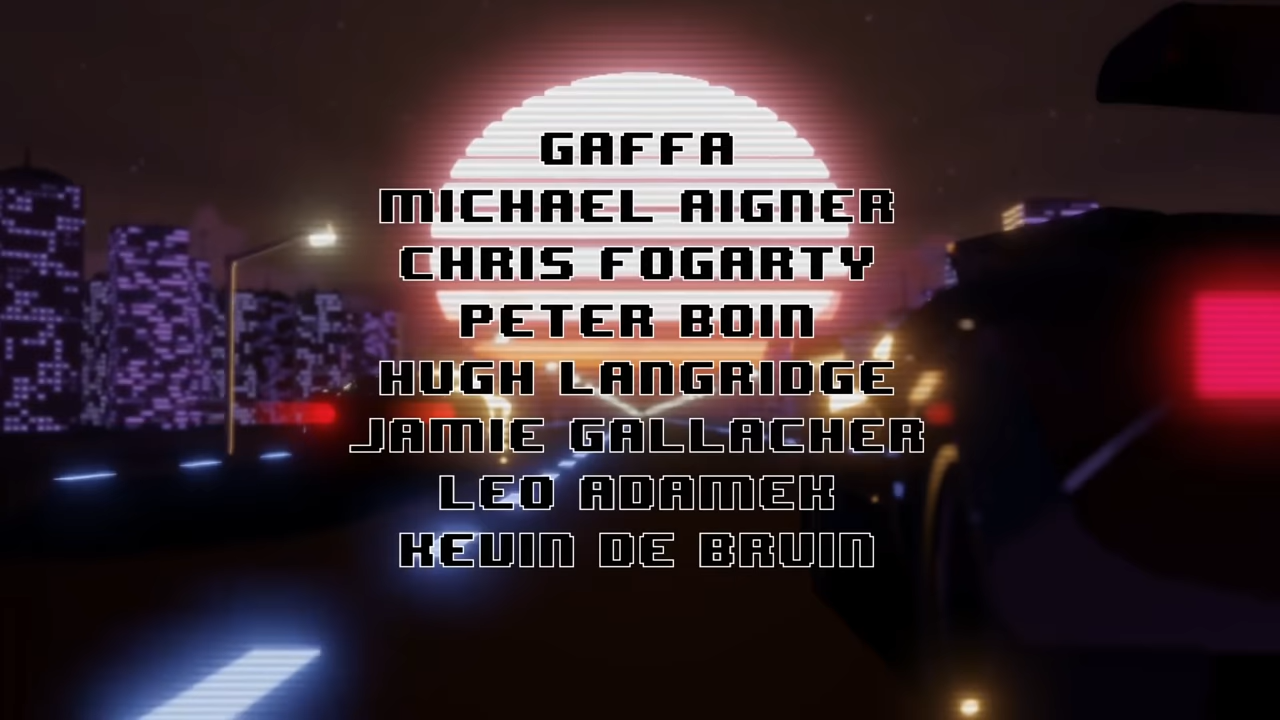 GAFFA
MICHAEL AIGNER
CHRIS FOGARTY
PETER BOIN
HUGH LANGRIDGE
JAMIE GALLACHER
LEO ADAMEK
KEVIN DE BRUIN